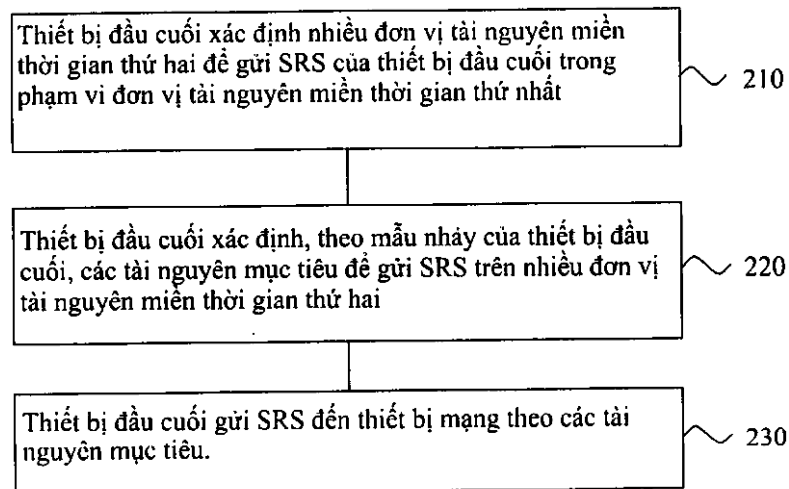 Thiết bị đầu cuối xác định nhiều đơn vị tài nguyên miền
thời gian thứ hai để gửi SRS của thiết bị đầu cuối trong
phạm vi đơn vị tài nguyên miền thời gian thứ nhất
210
Thiết bị đầu cuối xác định, theo mẫu nhảy của thiết bị đầu
cuối, các tài nguyên mục tiêu để gửi SRS trên nhiều đơn vị
tài nguyên miền thời gian thứ hai
220
Thiết bị đầu cuối gửi SRS đến thiết bị mạng theo các tài
nguyên mục tiêu.
230